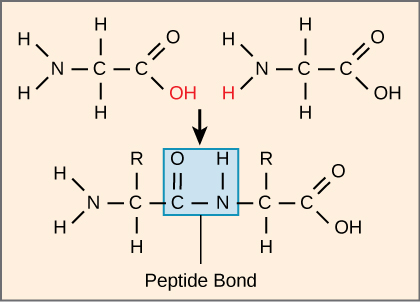 H H O H H O
N C C N C C
H H OH H H OH
H R O H R O
N C C N C C
H H H OH
Peptide Bond